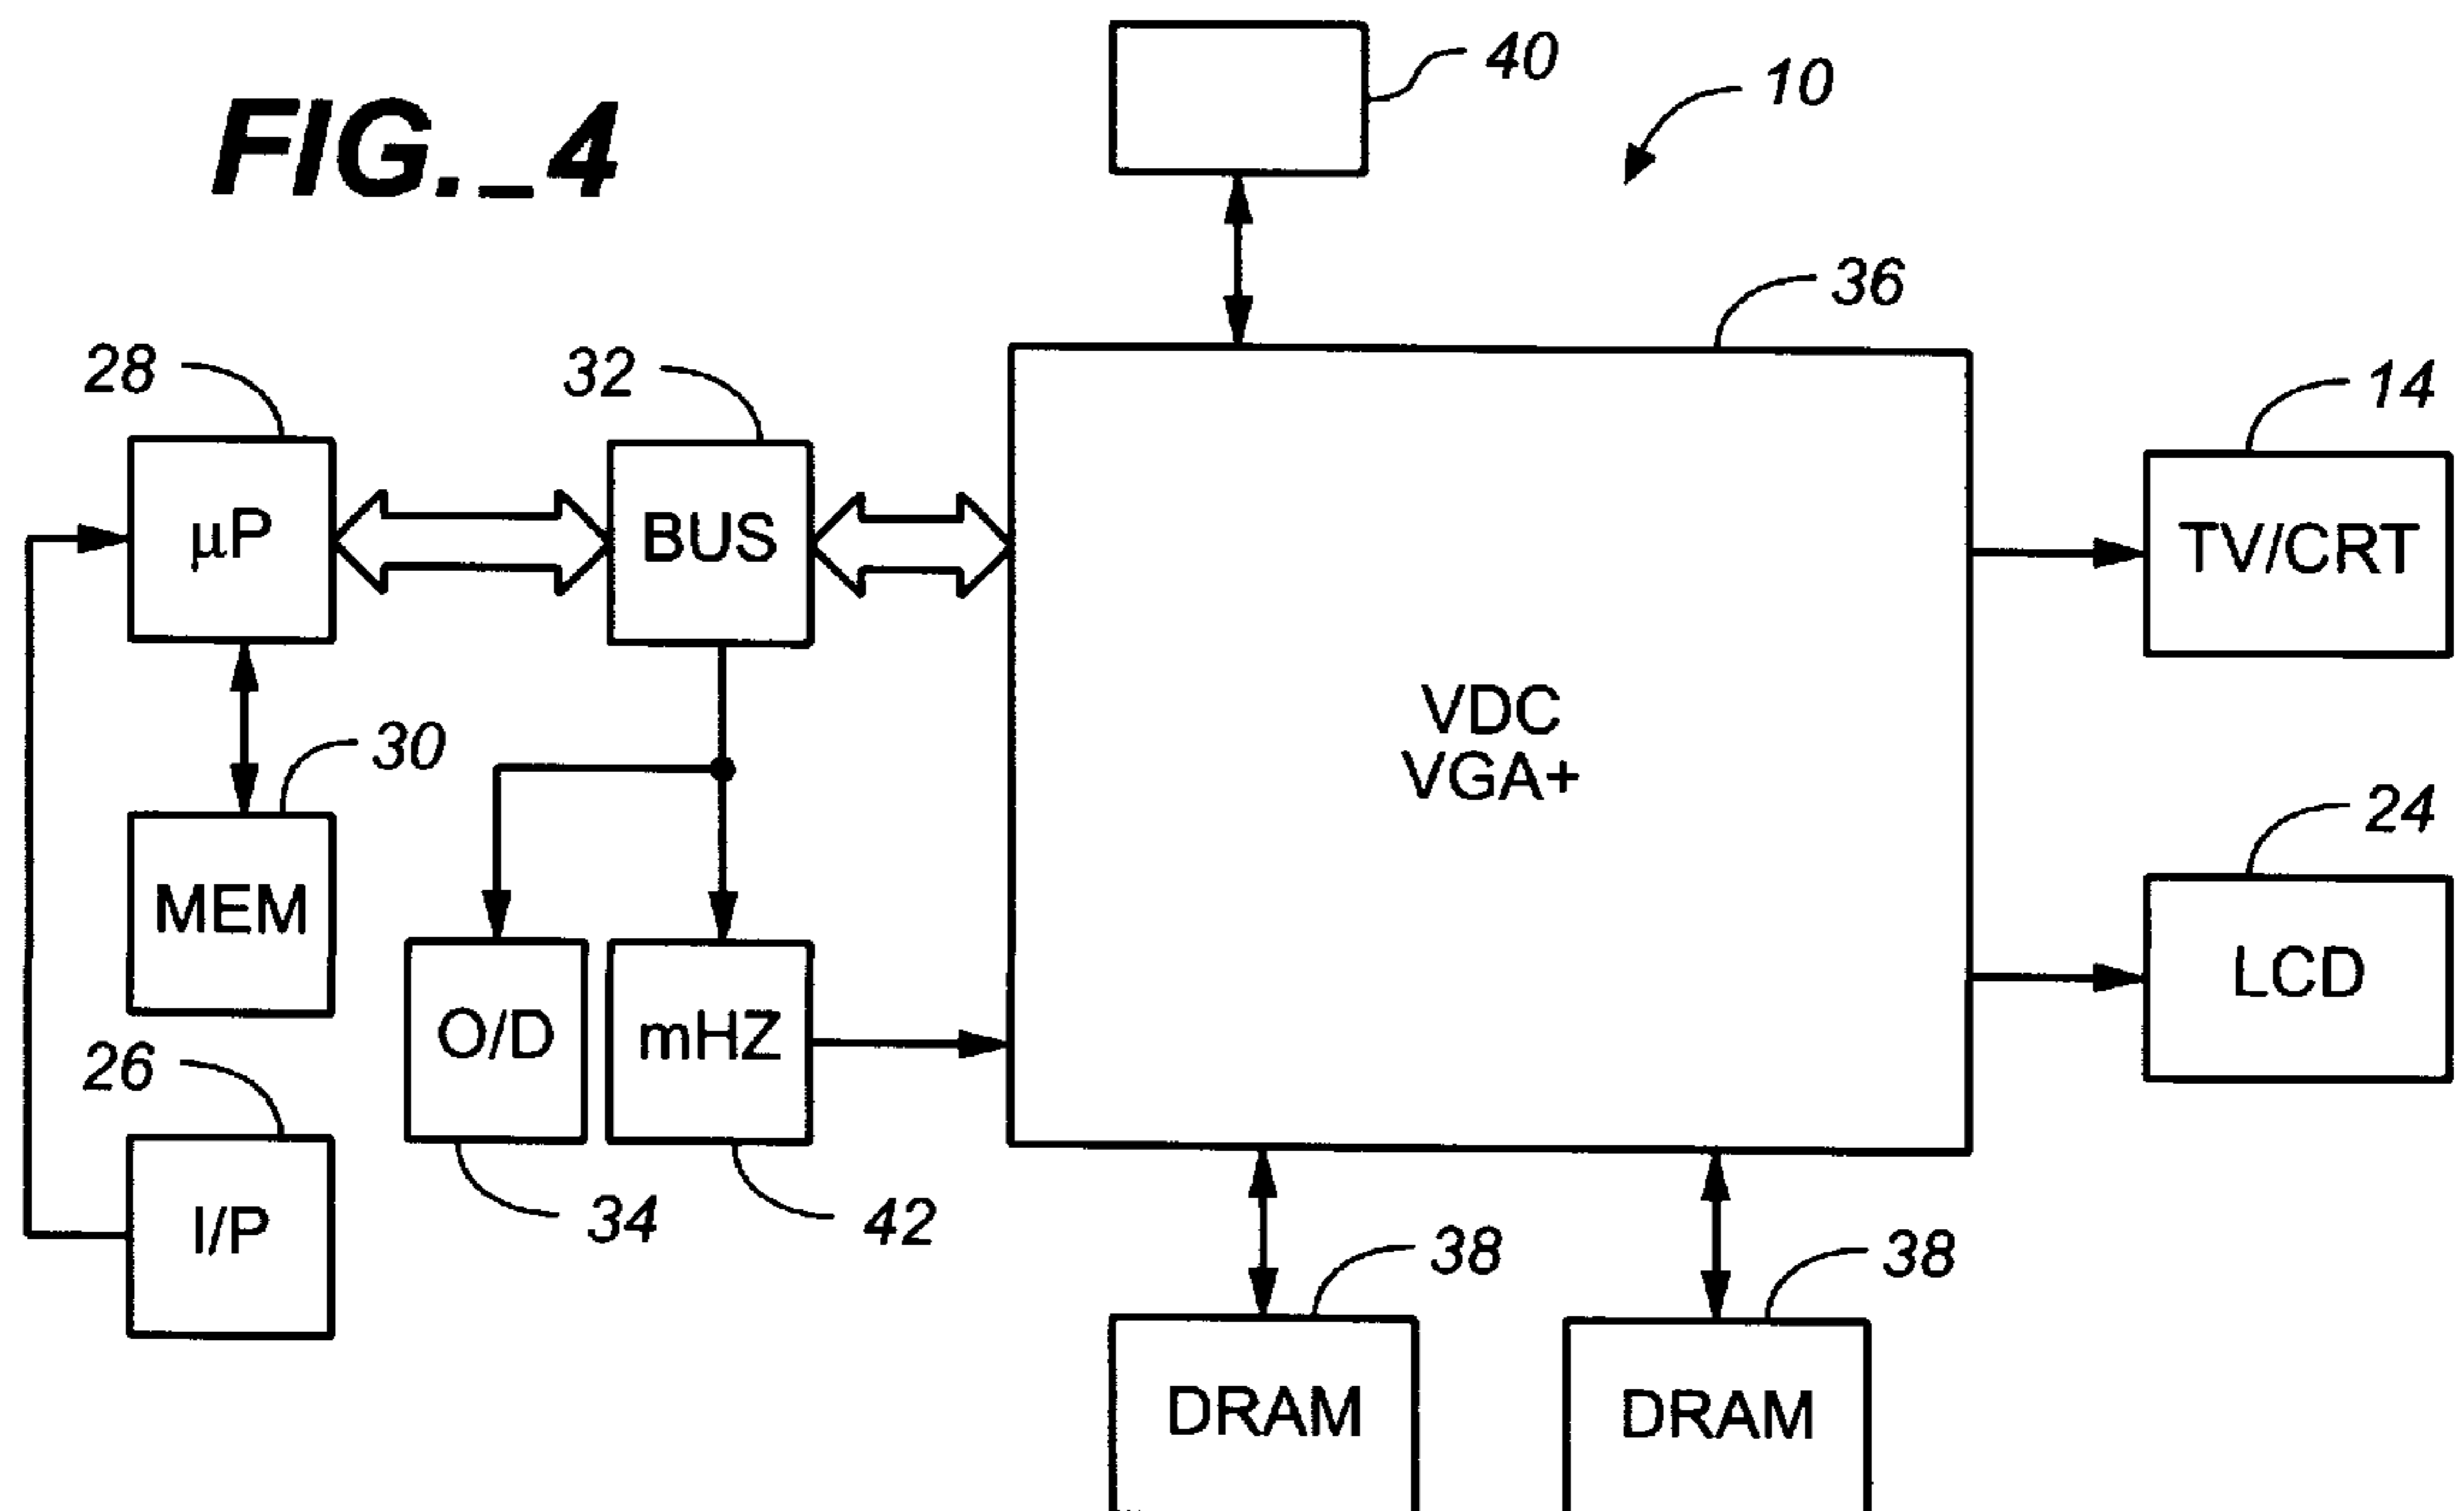 FIG._4
40
10
36
28
32
14
µP
BUS
TV/CRT
VDC
VGA+
30
24
MEM
LCD
O/D
mHZ
26
I/P
34
42
38
38
DRAM
DRAM